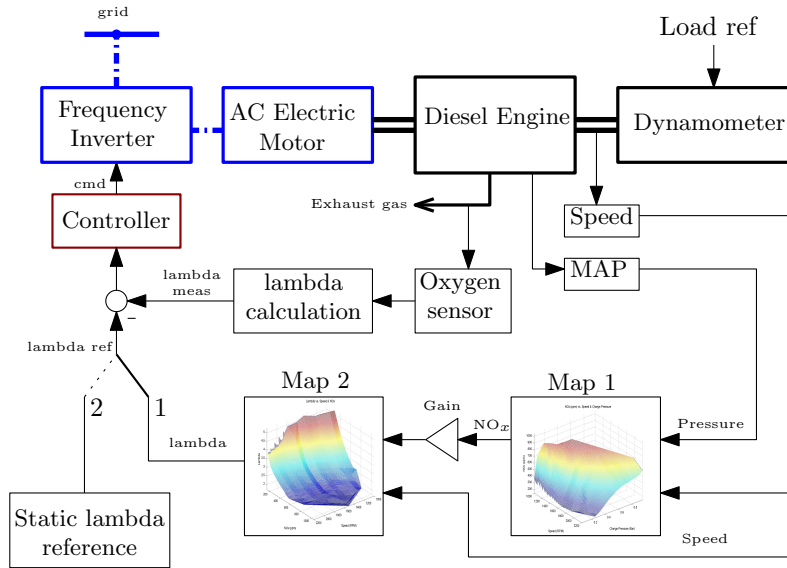 grid
Load ref
Frequency
Inverter
AC Electric
Motor
Diesel Engine
Dynamometer
cmd
Exhaust gas
Controller
Speed
MAP
lambda
meas
lambda
calculation
Oxygen
sensor
-
lambda ref
2
1
Map 2
Gain
Map 1
NOx
Pressure
lambda
Static lambda
reference
Speed